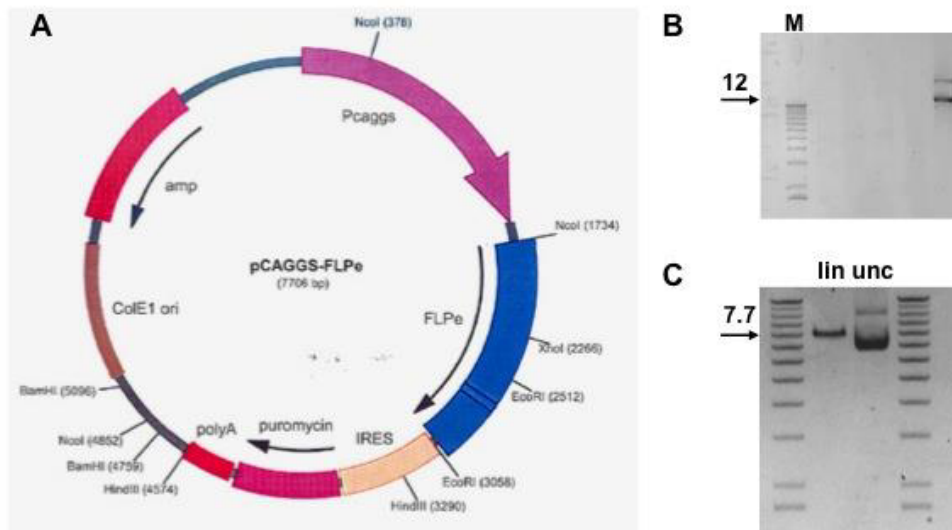 A
NcoI (378)
Pcaggs
amp
NcoI (1734)
pCAGGS-FLPe
(7706 bp)
ColE1 ori
FLPe
XhoI (2266)
EcoRI (2512)
BamHI (5096)
puromycin
IRES
polyA
NcoI (4852)
BamHI (4759)
HindIII (4574)
EcoRI (3056)
HindIII (3290)
B
M
12
C
lin unc
7.7